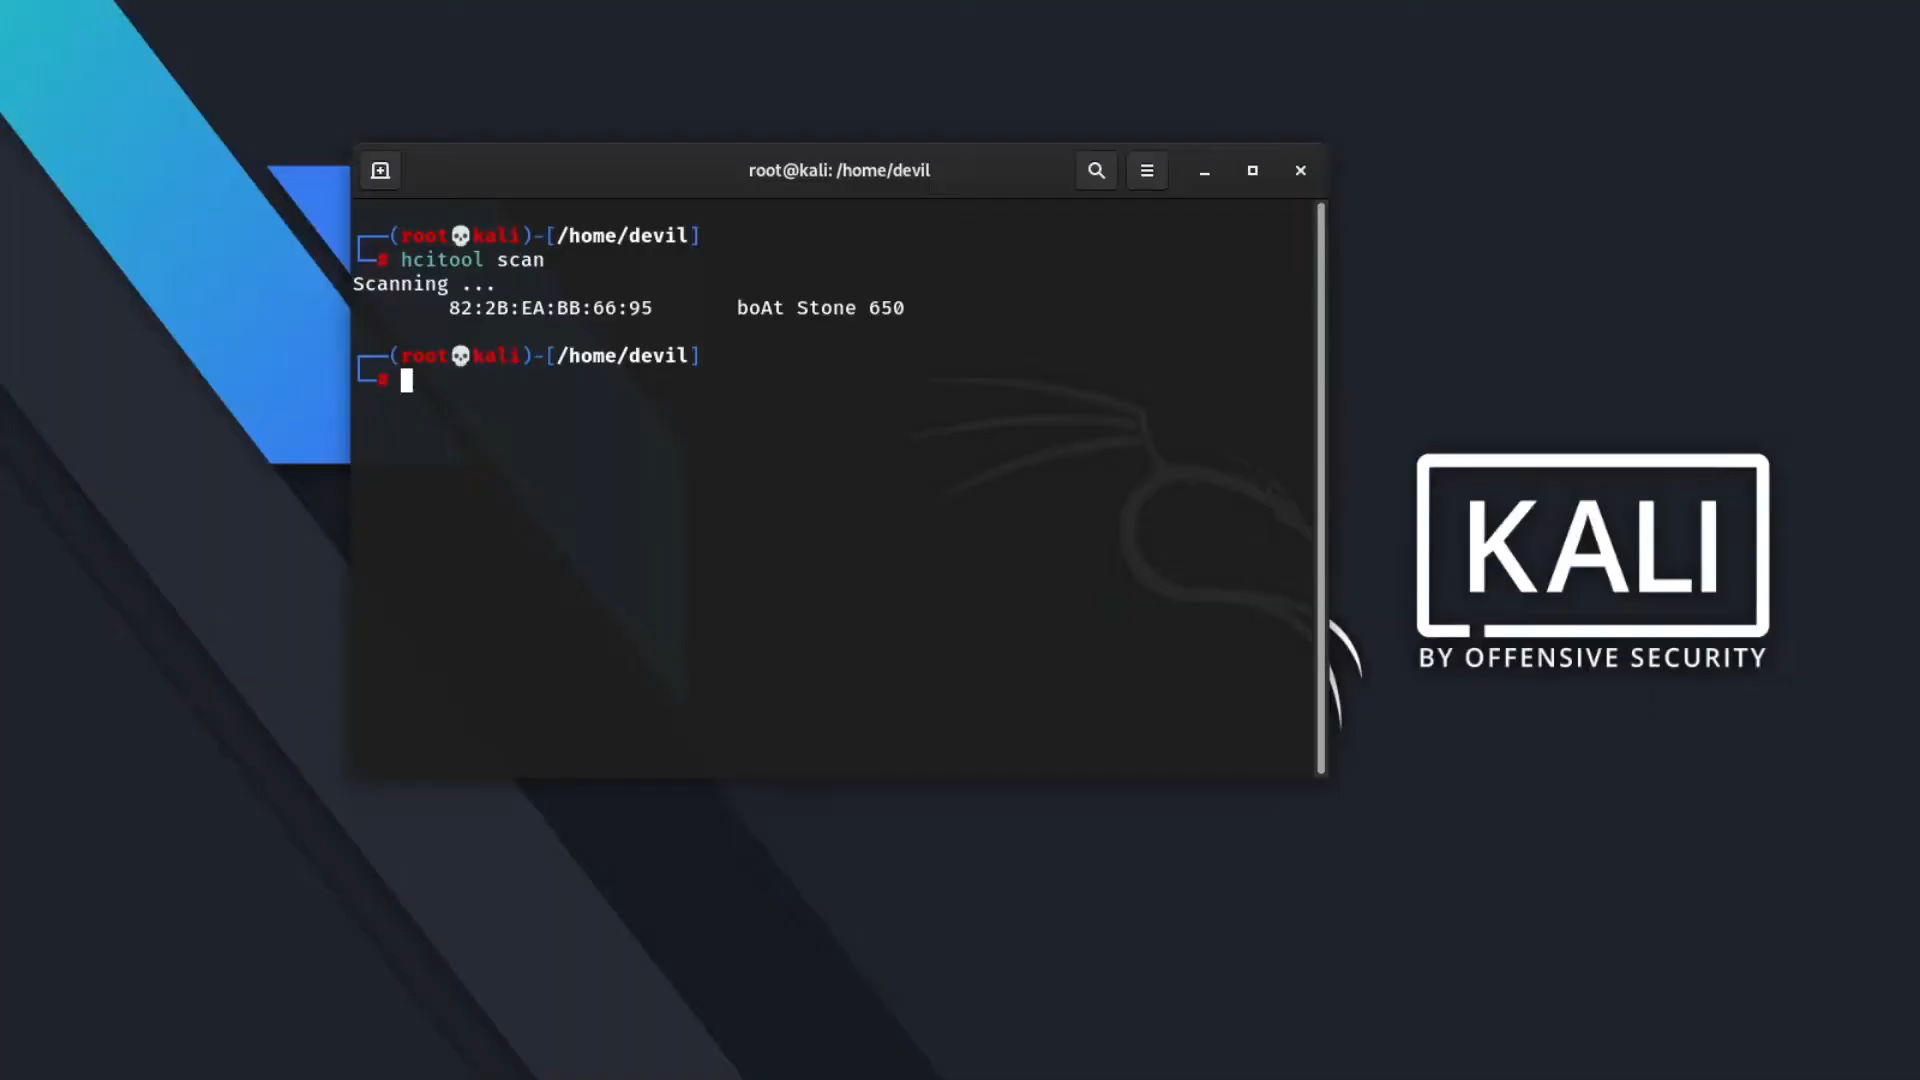 root@kali: /home/devil
┌──(root💀kali)-[/home/devil]
└─# hcitool scan
Scanning ...
82:2B:EA:BB:66:95 boAt Stone 650
┌──(root💀kali)-[/home/devil]
└─#
KALI
BY OFFENSIVE SECURITY